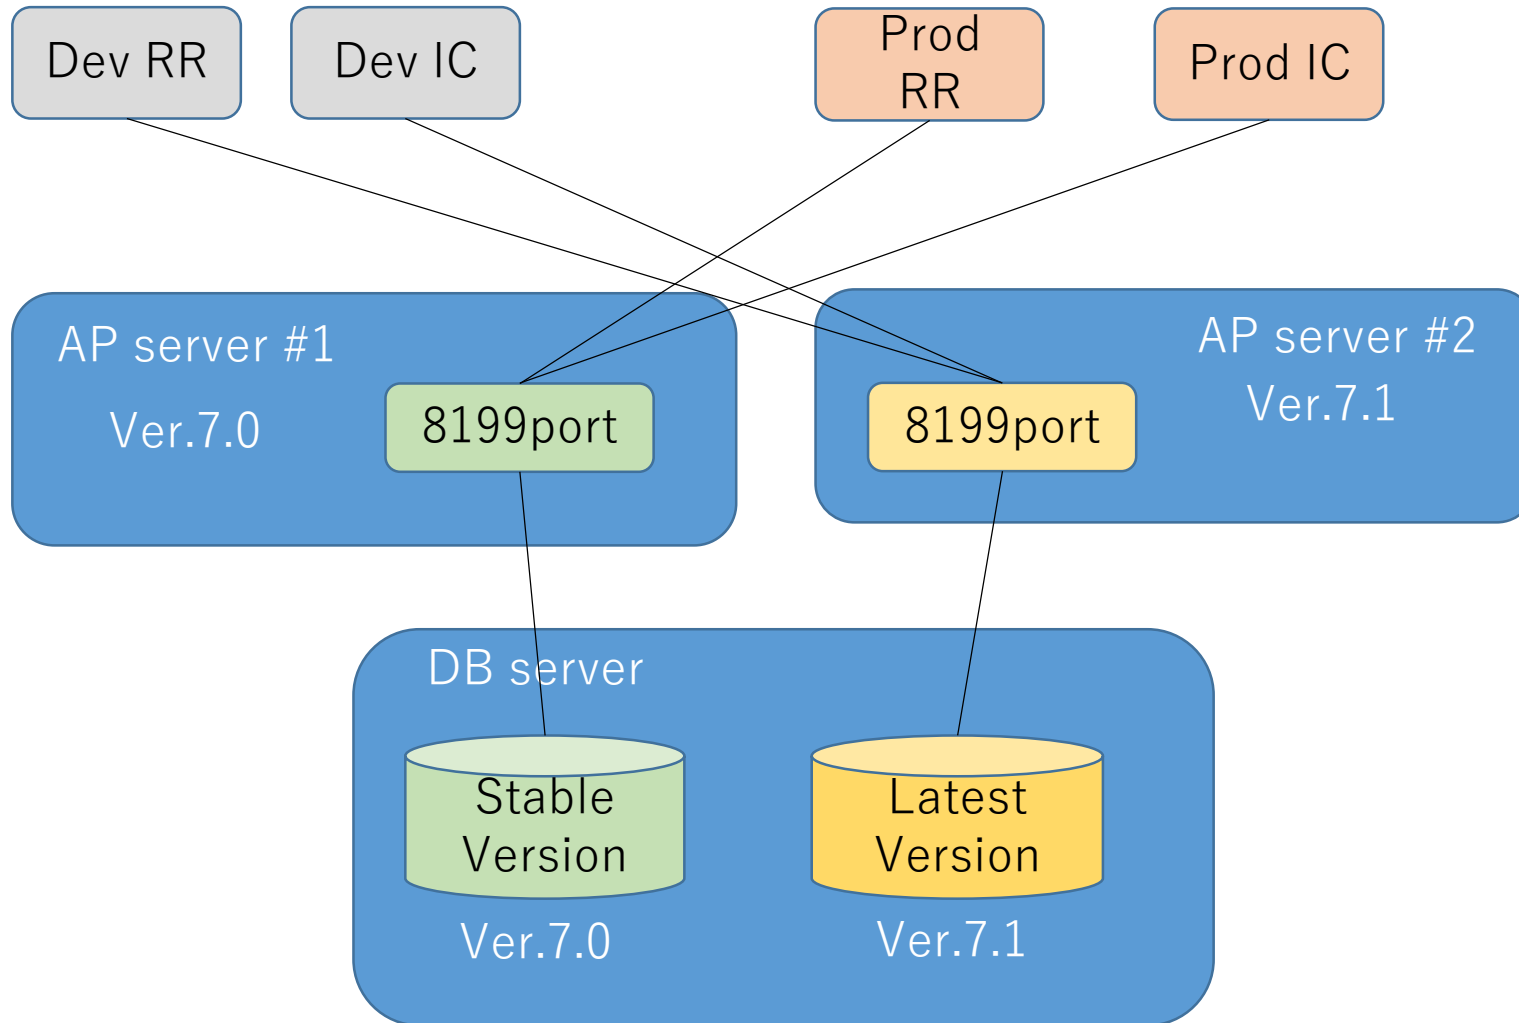 Dev RR
Dev IC
Prod
RR
Prod IC
AP server #1
Ver.7.0
8199port
AP server #2
Ver.7.1
8199port
DB server
Stable
Version
Ver.7.0
Latest
Version
Ver.7.1